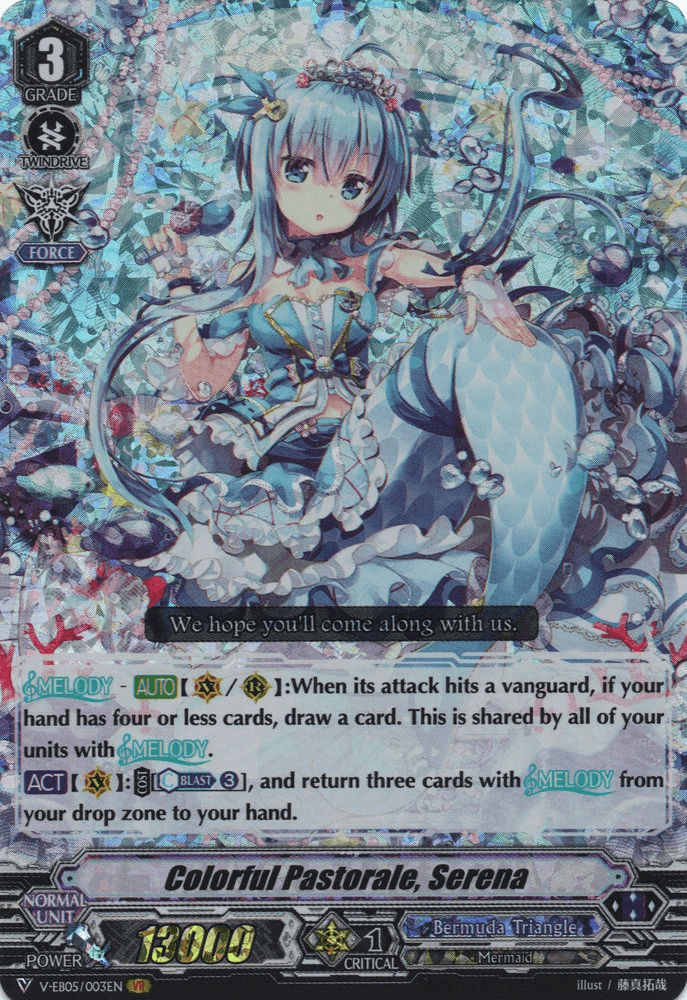 3
GRADE
TWINDRIVE
FORCE
We hope you'll come along with us.
MELODY - AUTO【V/R】:When its attack hits a vanguard, if your
hand has four or less cards, draw a card. This is shared by all of your
units with MELODY.
ACT【V】:COST[C BLAST 3], and return three cards with MELODY from
your drop zone to your hand.
Colorful Pastorale, Serena
NORMAL
UNIT
POWER 13000
1
CRITICAL
Bermuda Triangle
Mermaid
V-EB05/003EN VR
illust / 藤真拓哉